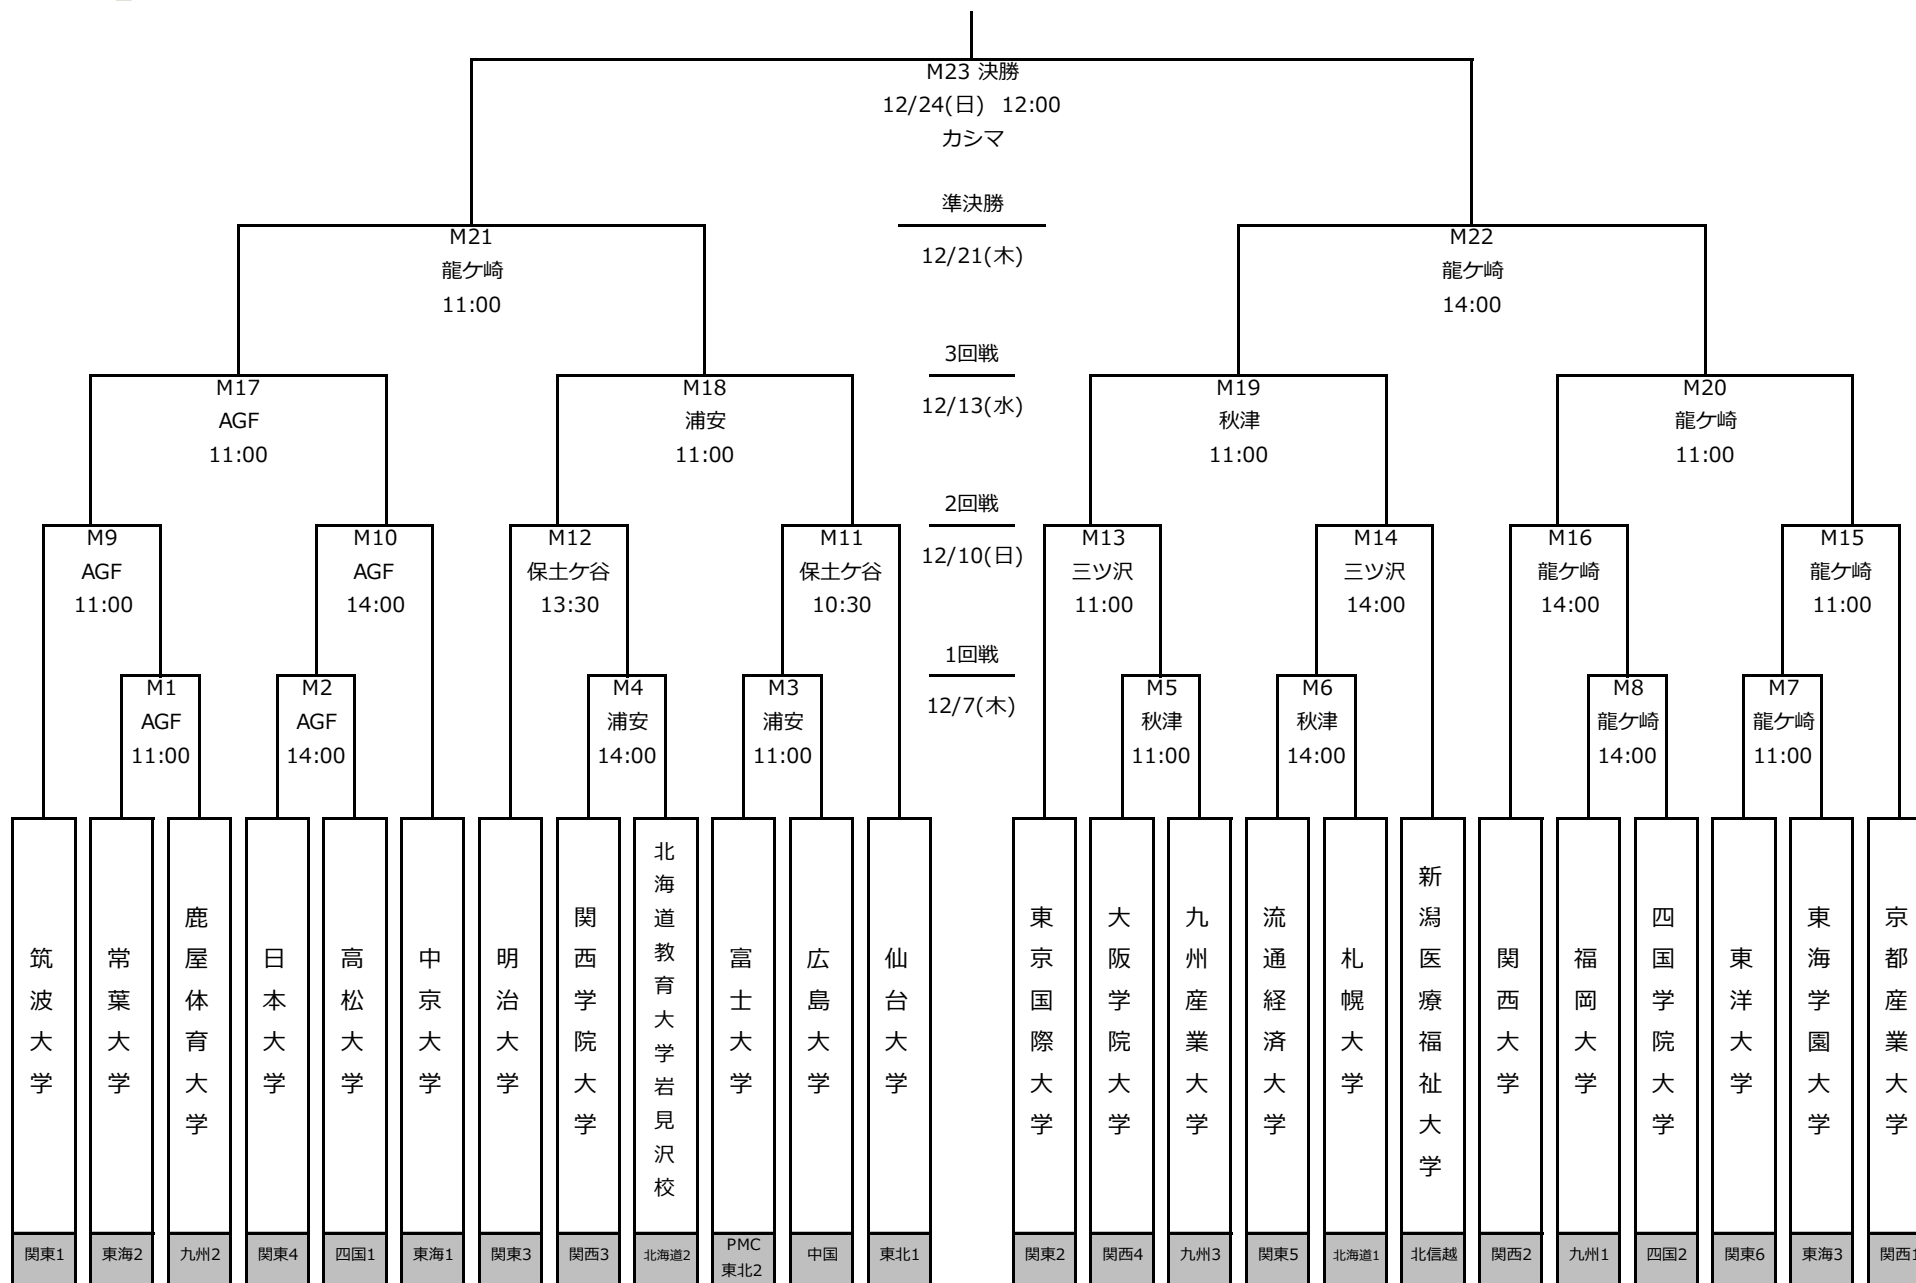 M23 決勝
12/24(日) 12:00
カシマ
準決勝
12/21(木)
M21
龍ケ崎
11:00
M22
龍ケ崎
14:00
3回戦
12/13(水)
M17
AGF
11:00
M18
浦安
11:00
M19
秋津
11:00
M20
龍ケ崎
11:00
2回戦
12/10(日)
M9
AGF
11:00
M10
AGF
14:00
M12
保土ケ谷
13:30
M11
保土ケ谷
10:30
M13
三ツ沢
11:00
M14
三ツ沢
14:00
M16
龍ケ崎
14:00
M15
龍ケ崎
11:00
1回戦
12/7(木)
M1
AGF
11:00
M2
AGF
14:00
M4
浦安
14:00
M3
浦安
11:00
M5
秋津
11:00
M6
秋津
14:00
M8
龍ケ崎
14:00
M7
龍ケ崎
11:00
筑波大学
常葉大学
鹿屋体育大学
日本大学
高松大学
中京大学
明治大学
関西学院大学
北海道教育大学岩見沢校
富士大学
広島大学
仙台大学
東京国際大学
大阪学院大学
九州産業大学
流通経済大学
札幌大学
新潟医療福祉大学
関西大学
福岡大学
四国学院大学
東洋大学
東海学園大学
京都産業大学
関東1
東海2
九州2
関東4
四国1
東海1
関東3
関西3
北海道2
PMC
東北2
中国
東北1
関東2
関西4
九州3
関東5
北海道1
北信越
関西2
九州1
四国2
関東6
東海3
関西1